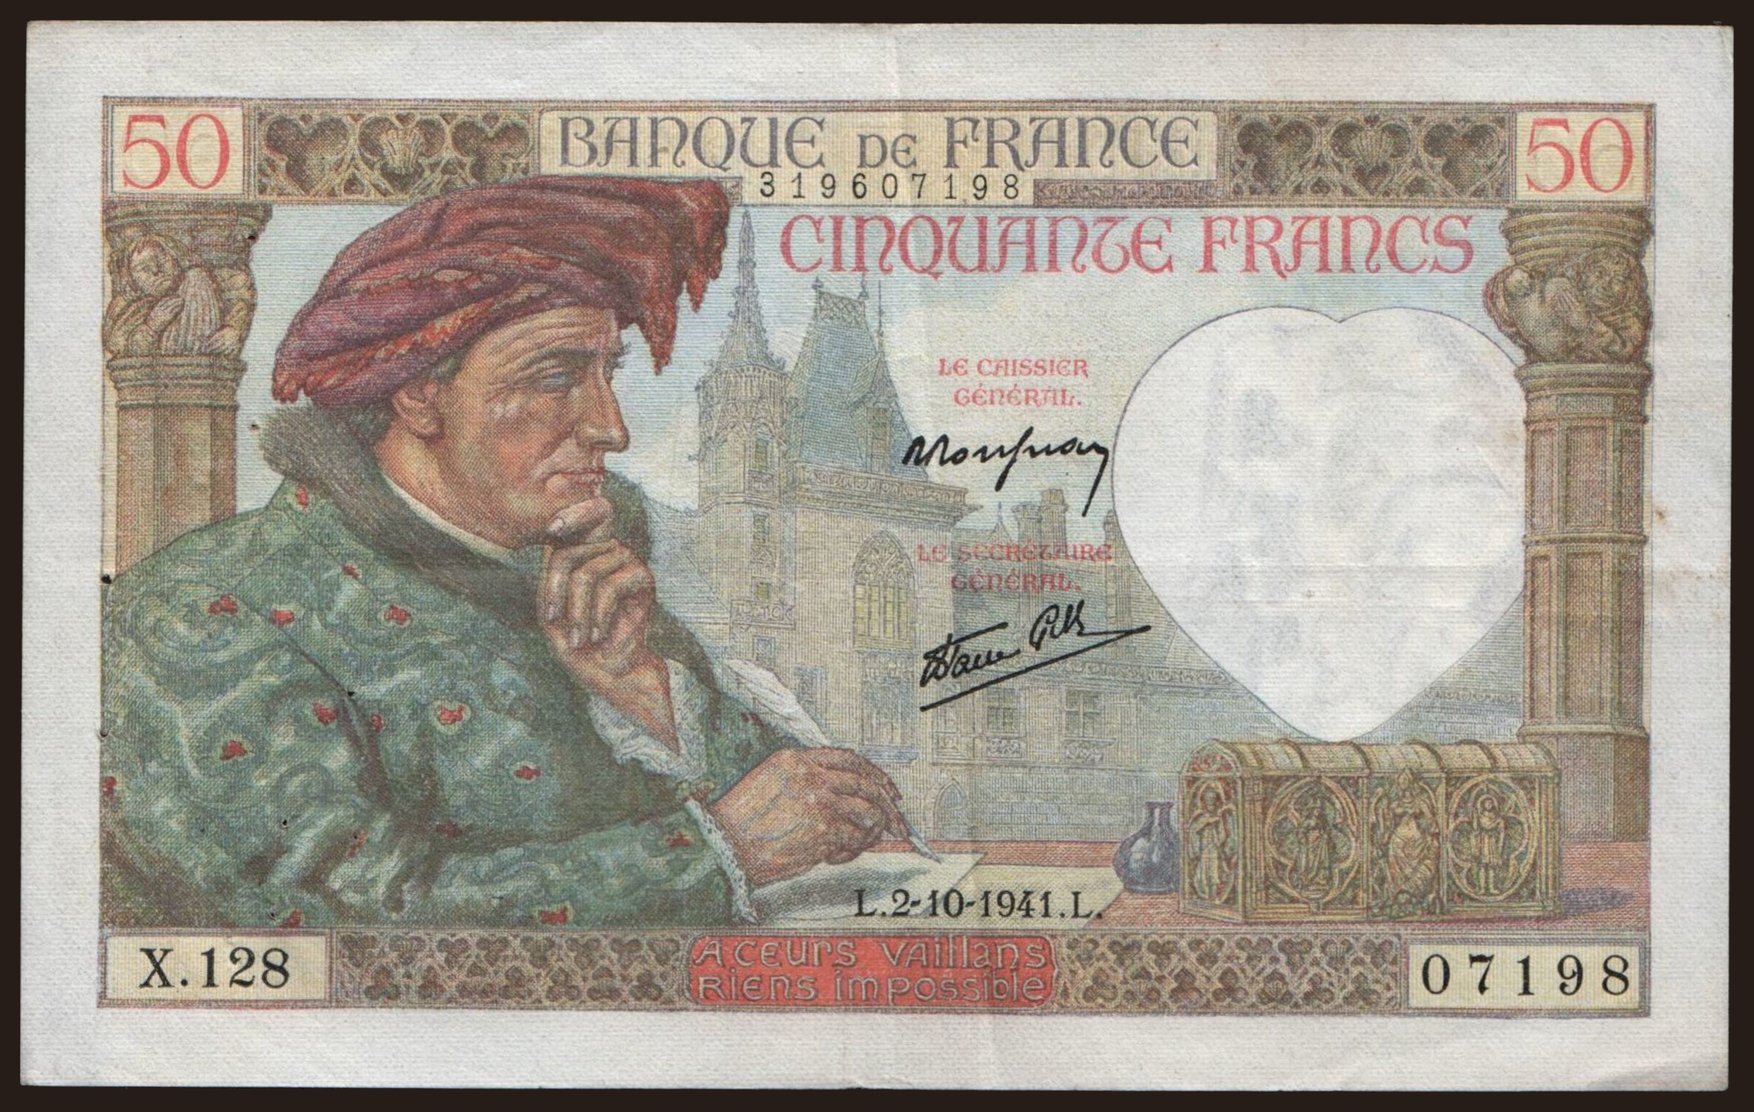 50 BANQUE DE FRANCE 50
319607198
CINQUANTE FRANCS
LE CAISSIER
GÉNÉRAL.
LE SECRÉTAIRE
GÉNÉRAL.
L.2-10-1941.L.
X.128
A CEURS VAILLANS
RIENS IMPOSSIBLE
07198